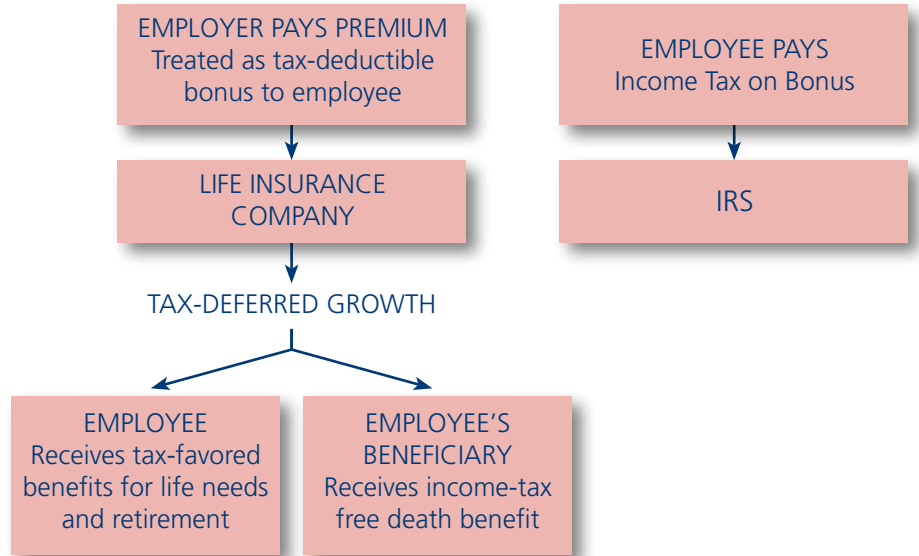 EMPLOYER PAYS PREMIUM
Treated as tax-deductible
bonus to employee
EMPLOYEE PAYS
Income Tax on Bonus
LIFE INSURANCE
COMPANY
IRS
TAX-DEFERRED GROWTH
EMPLOYEE
Receives tax-favored
benefits for life needs
and retirement
EMPLOYEE’S
BENEFICIARY
Receives income-tax
free death benefit